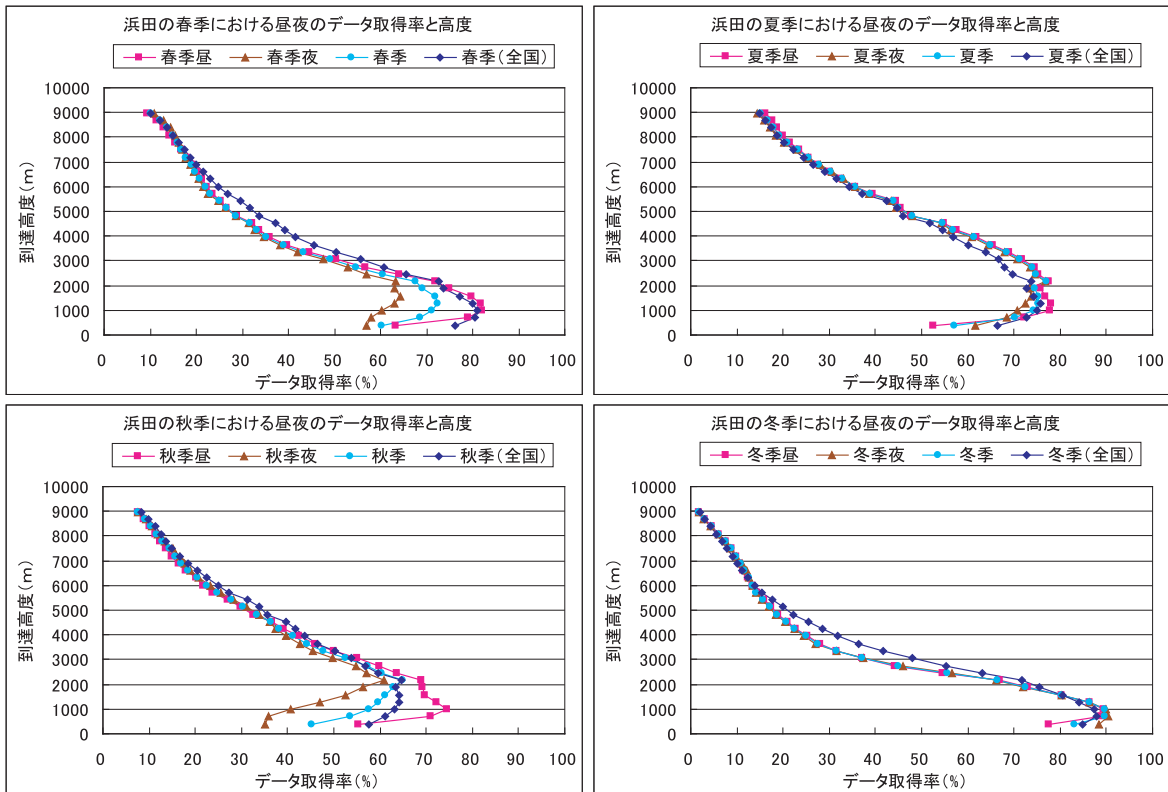 浜田の春季における昼夜のデータ取得率と高度
春季昼 春季夜 春季 春季(全国)
到達高度(m)
10000
9000
8000
7000
6000
5000
4000
3000
2000
1000
0
0 10 20 30 40 50 60 70 80 90 100
データ取得率(%)
浜田の夏季における昼夜のデータ取得率と高度
夏季昼 夏季夜 夏季 夏季(全国)
到達高度(m)
10000
9000
8000
7000
6000
5000
4000
3000
2000
1000
0
0 10 20 30 40 50 60 70 80 90 100
データ取得率(%)
浜田の秋季における昼夜のデータ取得率と高度
秋季昼 秋季夜 秋季 秋季(全国)
到達高度(m)
10000
9000
8000
7000
6000
5000
4000
3000
2000
1000
0
0 10 20 30 40 50 60 70 80 90 100
データ取得率(%)
浜田の冬季における昼夜のデータ取得率と高度
冬季昼 冬季夜 冬季 冬季(全国)
到達高度(m)
10000
9000
8000
7000
6000
5000
4000
3000
2000
1000
0
0 10 20 30 40 50 60 70 80 90 100
データ取得率(%)